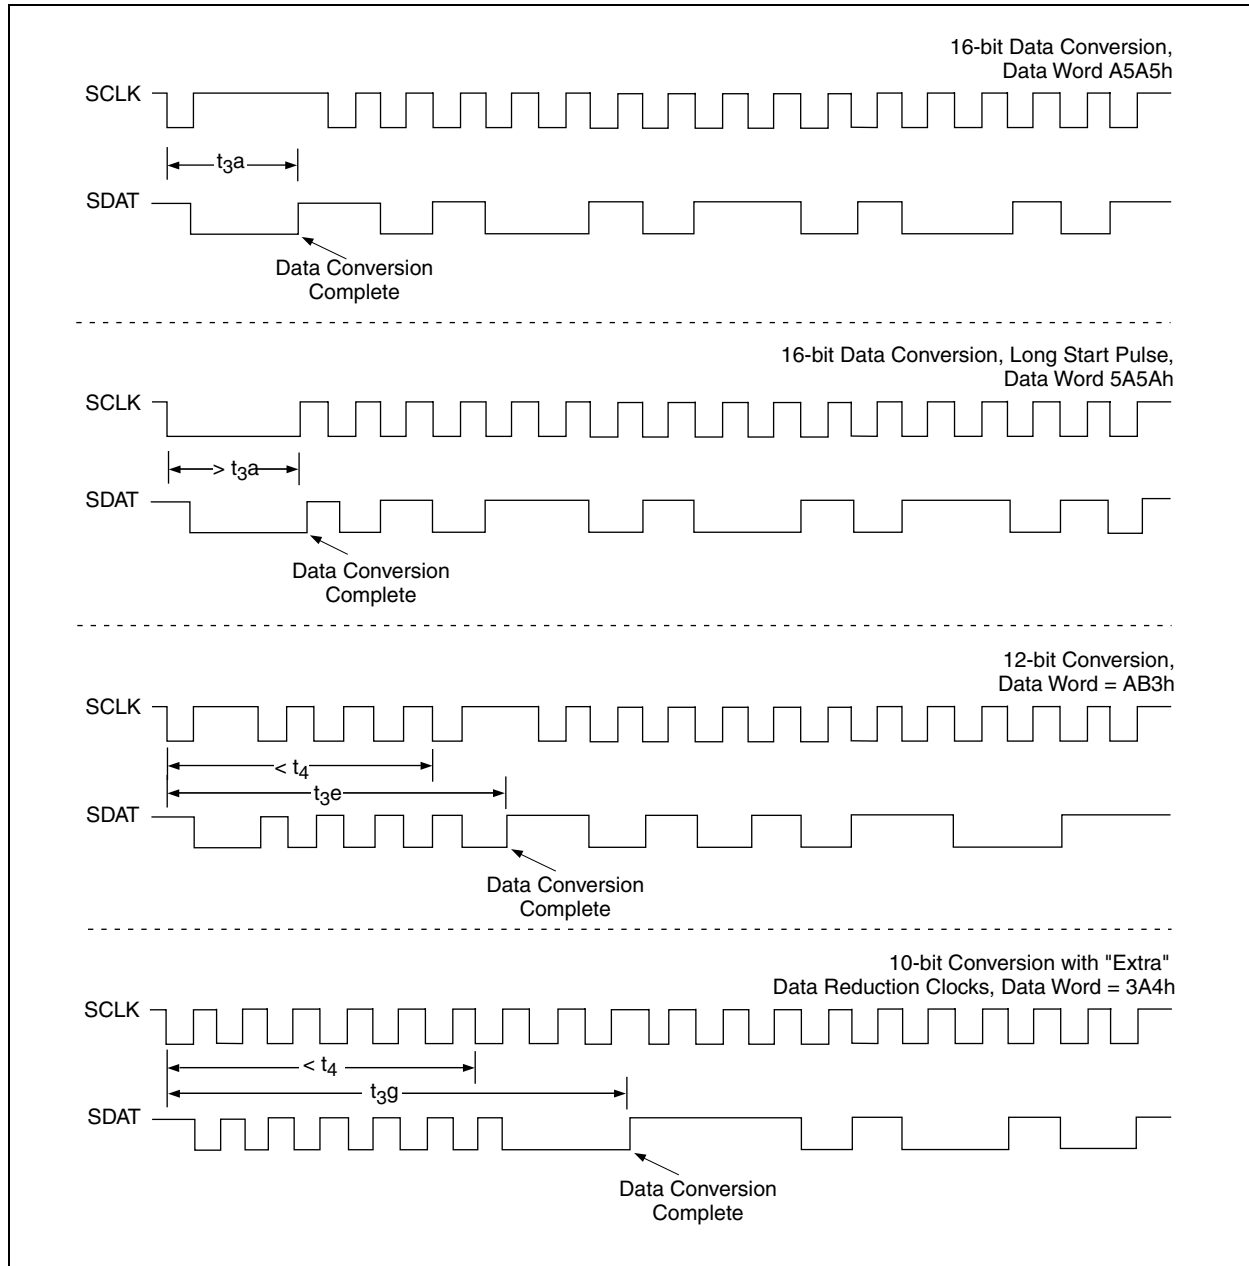 16-bit Data Conversion,
Data Word A5A5h
SCLK
t3a
SDAT
Data Conversion
Complete
16-bit Data Conversion, Long Start Pulse,
Data Word 5A5Ah
SCLK
> t3a
SDAT
Data Conversion
Complete
12-bit Conversion,
Data Word = AB3h
SCLK
< t4
t3e
SDAT
Data Conversion
Complete
10-bit Conversion with "Extra"
Data Reduction Clocks, Data Word = 3A4h
SCLK
< t4
t3g
SDAT
Data Conversion
Complete